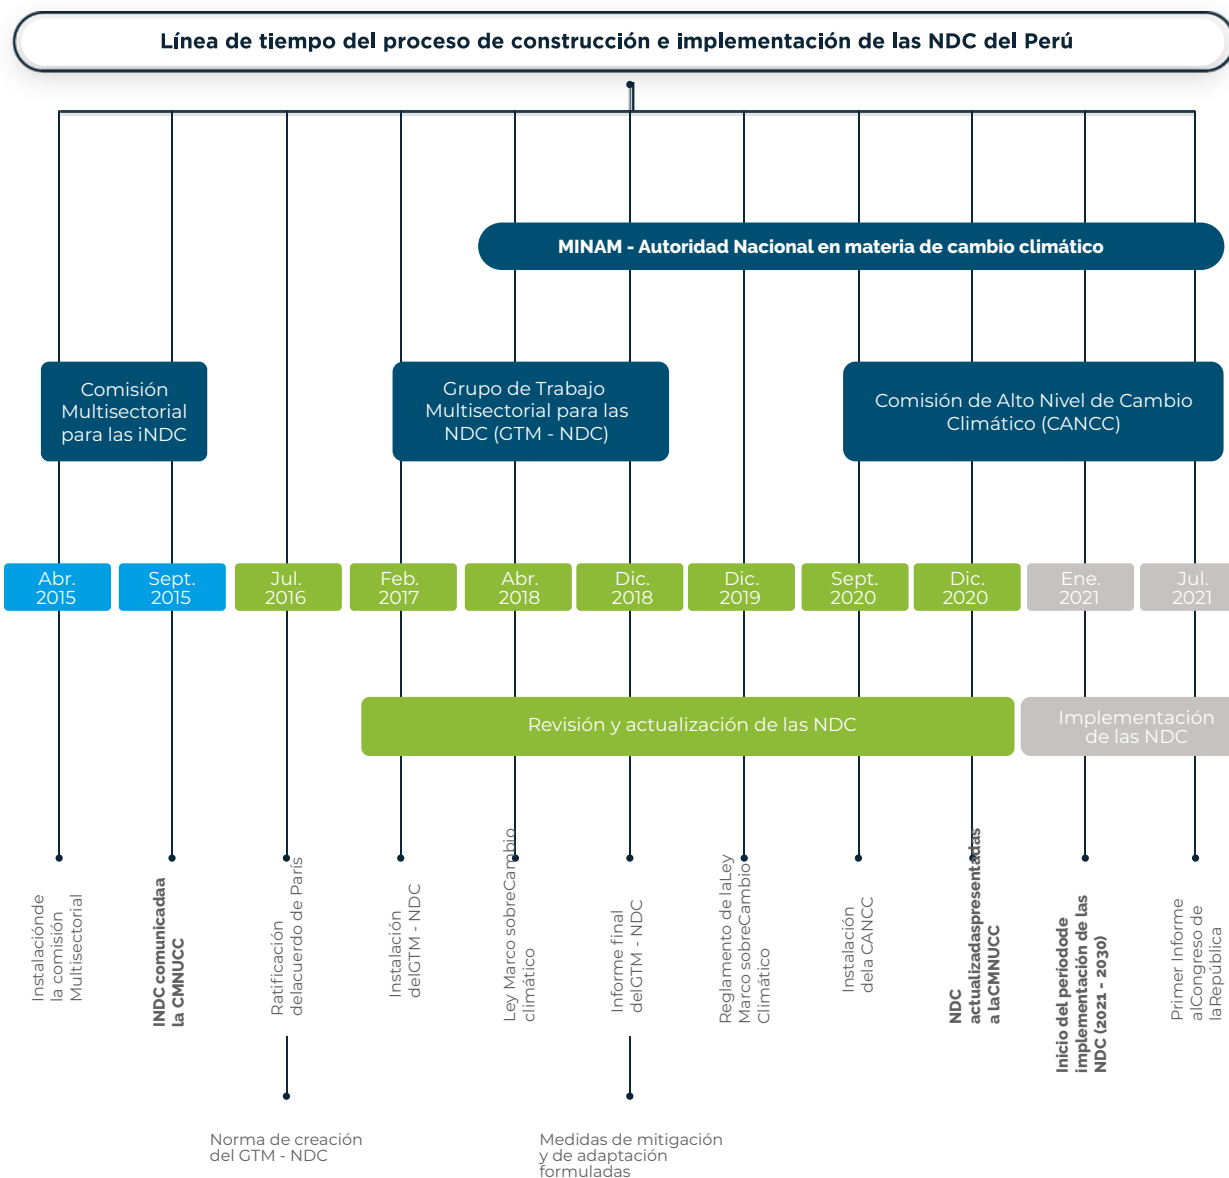 Línea de tiempo del proceso de construcción e implementación de las NDC del Perú
MINAM - Autoridad Nacional en materia de cambio climático
Comisión
Multisectorial
para las iNDC
Grupo de Trabajo
Multisectorial para las
NDC (GTM - NDC)
Comisión de Alto Nivel de Cambio
Climático (CANCC)
Abr.
2015
Sept.
2015
Jul.
2016
Feb.
2017
Abr.
2018
Dic.
2018
Dic.
2019
Sept.
2020
Dic.
2020
Ene.
2021
Jul.
2021
Revisión y actualización de las NDC
Implementación
de las NDC
Instalaciónde
la comisión
Multisectorial
INDC comunicadaa
la CMNUCC
Ratificación
delacuerdo de París
Instalación
delGTM - NDC
Ley Marco sobreCambio
climático
Informe final
delGTM - NDC
Reglamento de laLey
Marco sobreCambio
Climático
Instalación
dela CANCC
NDC
actualizadaspresentadas
a laCMNUCC
Inicio del períodode
implementación de las
NDC (2021 - 2030)
Primer Informe
alCongreso de
laRepública
Norma de creación
del GTM - NDC
Medidas de mitigación
y de adaptación
formuladas